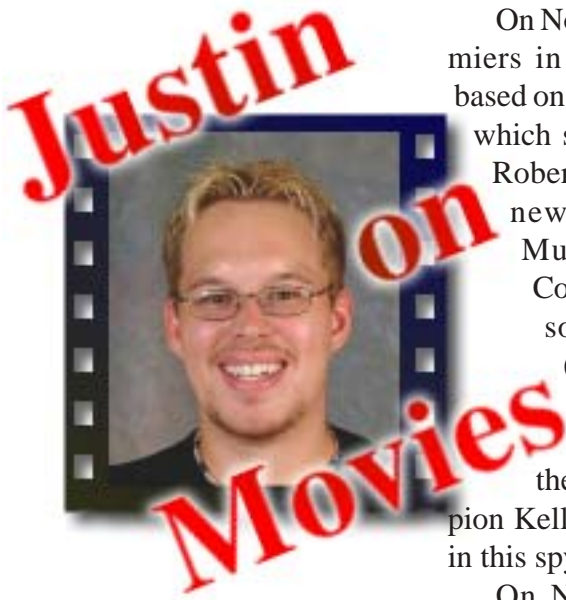 Justin
on
Movies
On No
miers in
based on
which s
Rober
new
Mu
Co
so
the
pion Kell
in this spy
On N